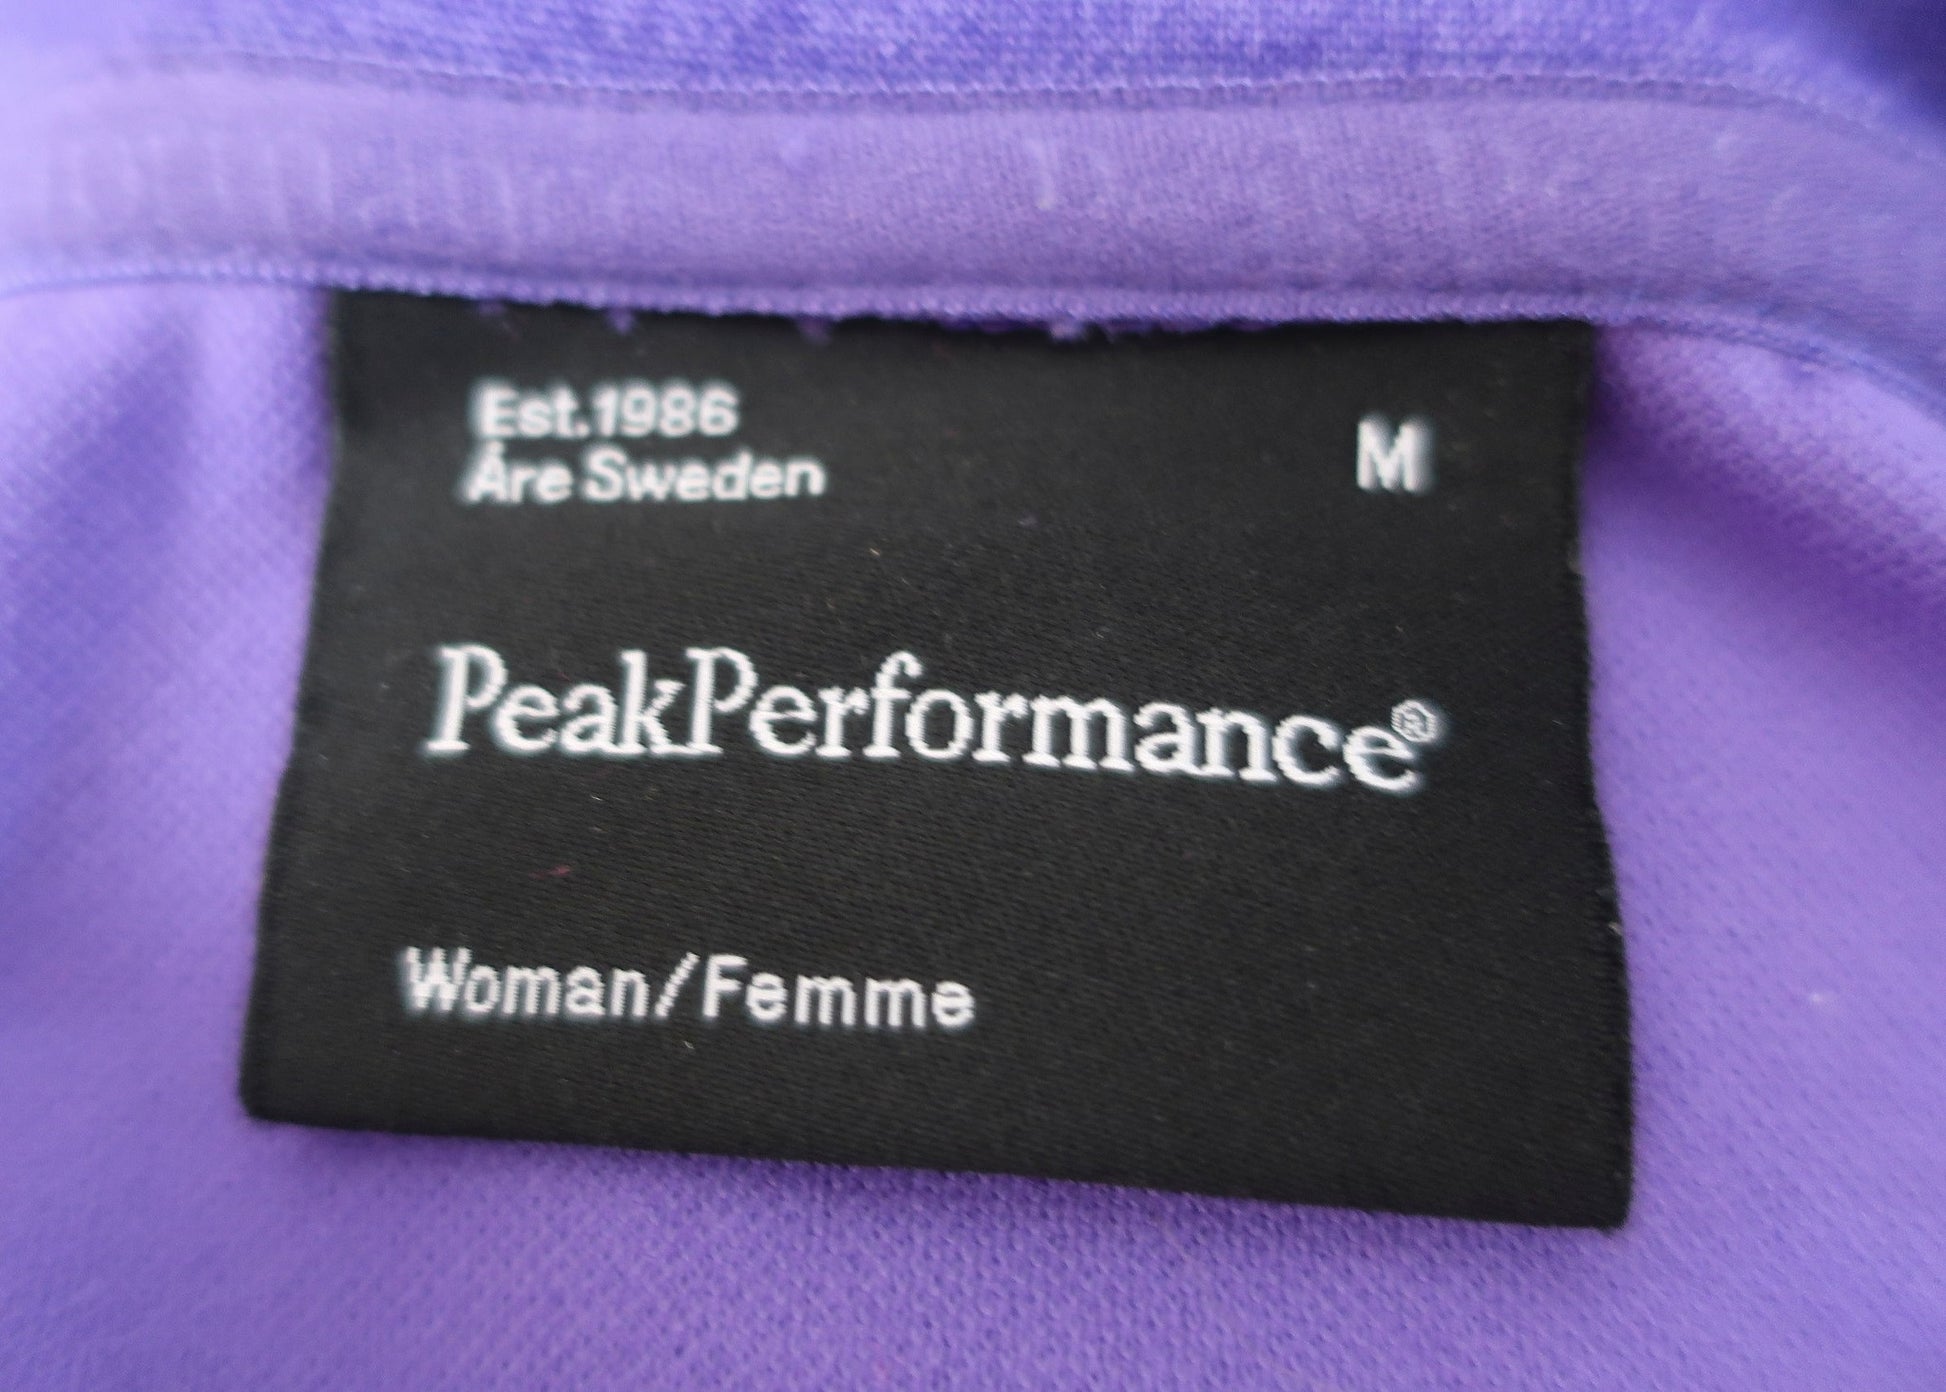 Est.1986
Åre Sweden
M
PeakPerformance®
Woman/Femme